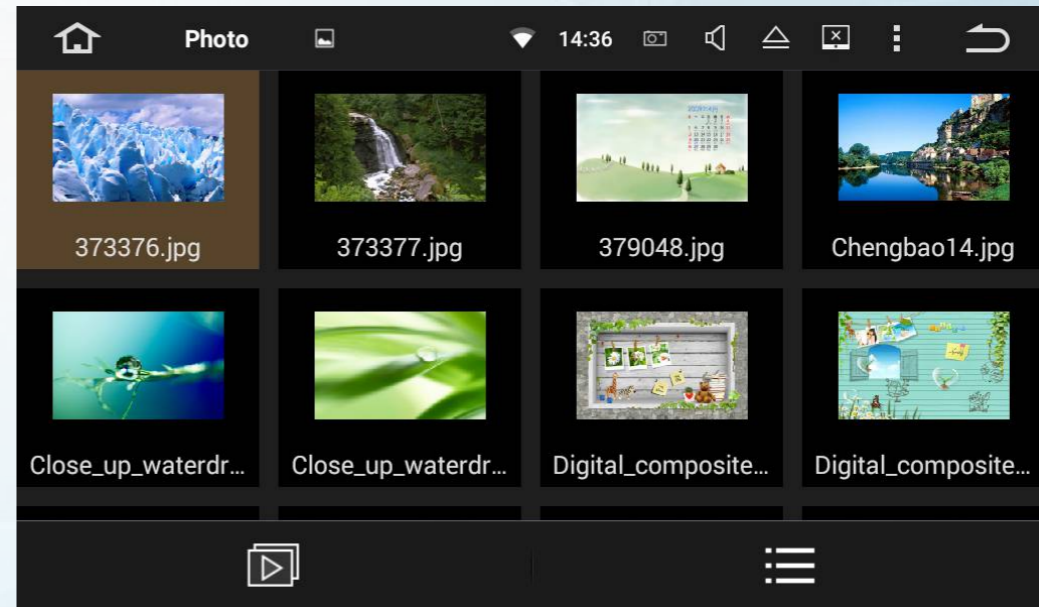 Photo 14:36
373376.jpg 373377.jpg 379048.jpg Chengbao14.jpg
Close_up_waterdr... Close_up_waterdr... Digital_composite... Digital_composite...